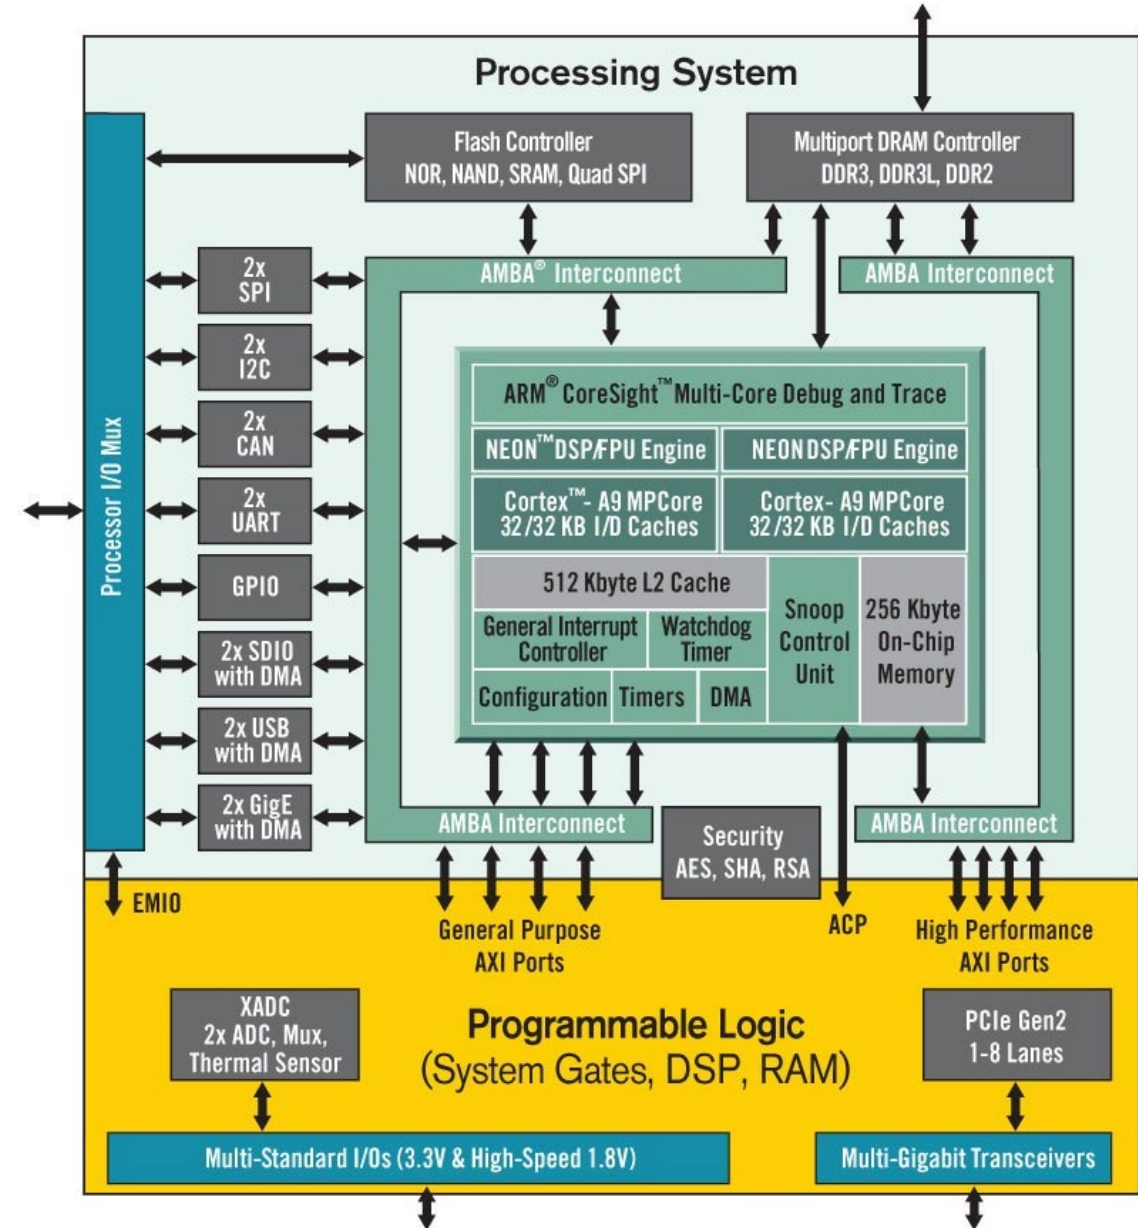 Processing System
Flash Controller
NOR, NAND, SRAM, Quad SPI
Multiport DRAM Controller
DDR3, DDR3L, DDR2
AMBA® Interconnect
AMBA Interconnect
Processor I/O Mux
2x
SPI
2x
I2C
2x
CAN
2x
UART
GPIO
2x SDIO
with DMA
2x USB
with DMA
2x GigE
with DMA
ARM® CoreSight™ Multi-Core Debug and Trace
NEON™ DSP/FPU Engine
NEON DSP/FPU Engine
Cortex™- A9 MPCore
32/32 KB I/D Caches
Cortex- A9 MPCore
32/32 KB I/D Caches
512 Kbyte L2 Cache
General Interrupt
Controller
Watchdog
Timer
Configuration
Timers
DMA
Snoop
Control
Unit
256 Kbyte
On-Chip
Memory
AMBA Interconnect
Security
AES, SHA, RSA
AMBA Interconnect
EMIO
General Purpose
AXI Ports
ACP
High Performance
AXI Ports
XADC
2x ADC, Mux,
Thermal Sensor
Programmable Logic
(System Gates, DSP, RAM)
PCIe Gen2
1-8 Lanes
Multi-Standard I/Os (3.3V & High-Speed 1.8V)
Multi-Gigabit Transceivers